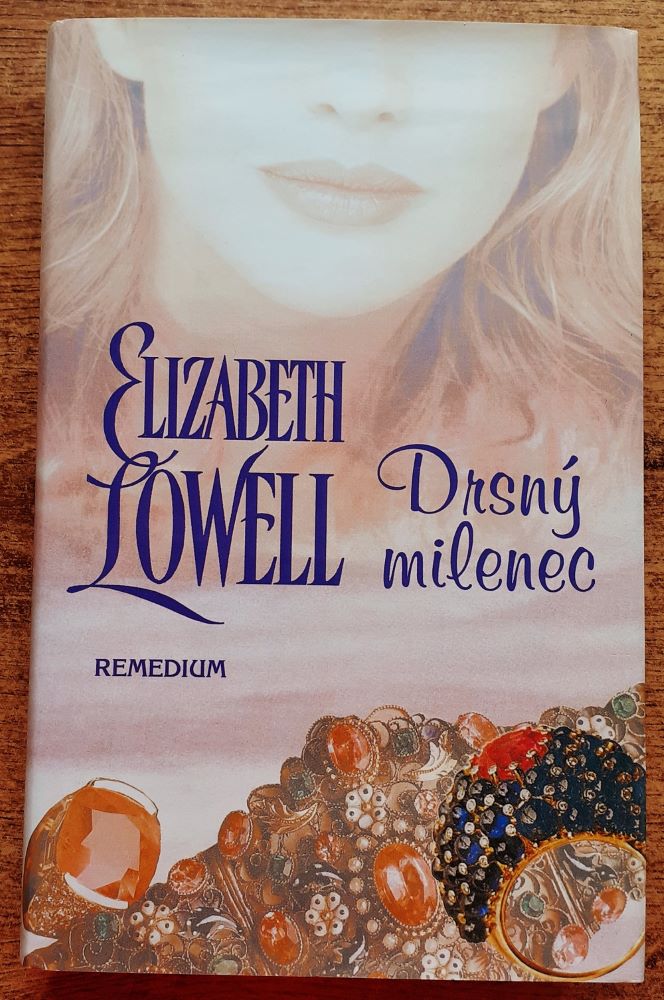 ELIZABETH
LOWELL
Drsný
milenec
REMEDIUM